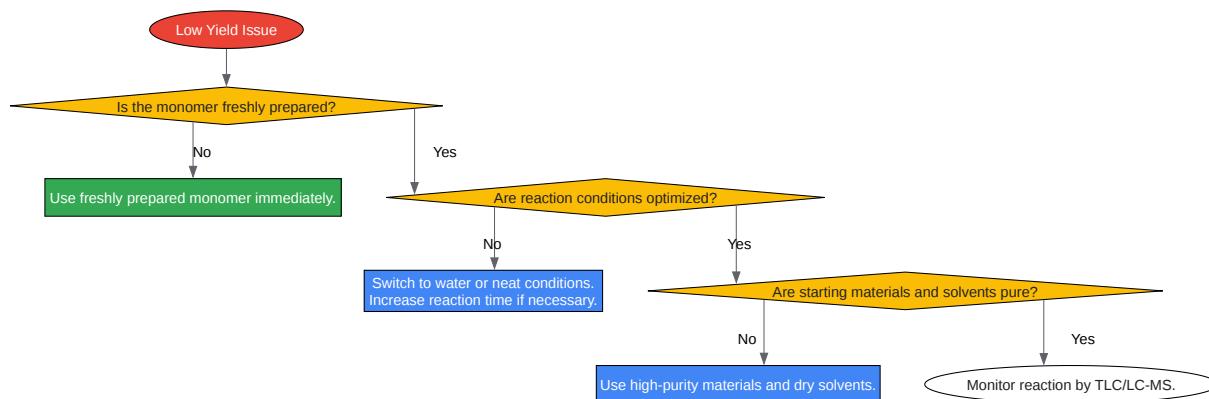 Low Yield Issue
Is the monomer freshly prepared?
No
Yes
Use freshly prepared monomer immediately.
Are reaction conditions optimized?
No
Yes
Switch to water or neat conditions.
Increase reaction time if necessary.
Are starting materials and solvents pure?
No
Yes
Use high-purity materials and dry solvents.
Monitor reaction by TLC/LC-MS.